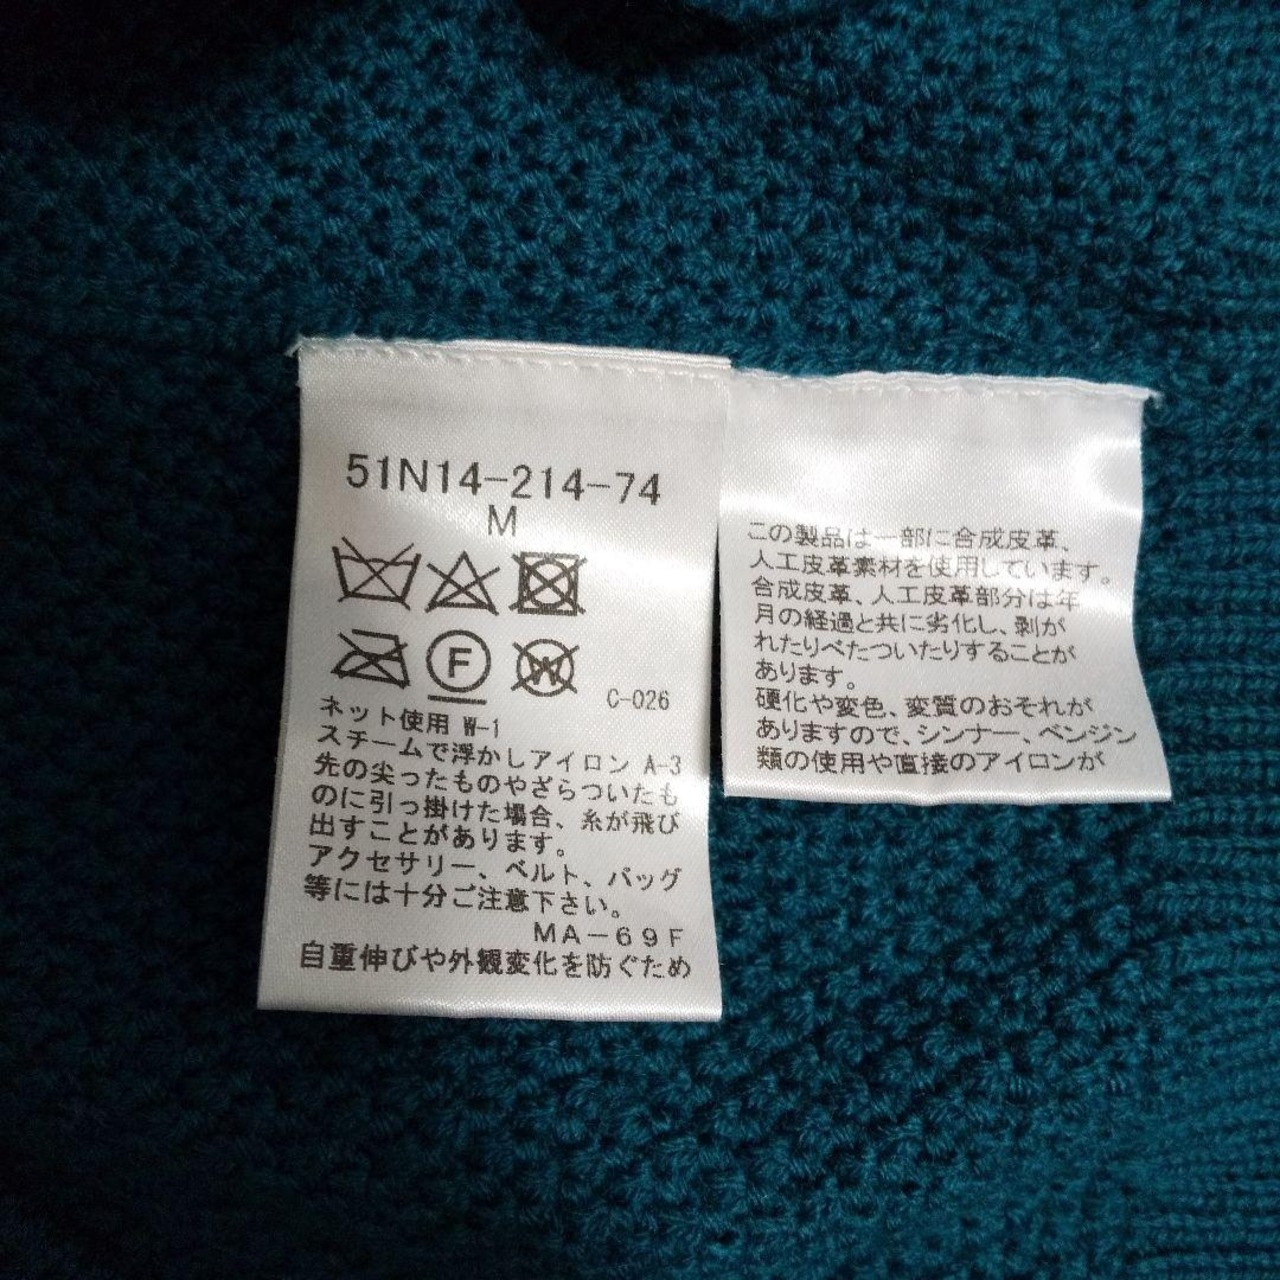 51N14-214-74
M
F
W
C-026
ネット使用 W-1
スチームで浮かしアイロン A-3
先の尖ったものやざらついたも
のに引っ掛けた場合、糸が飛び
出すことがあります。
アクセサリー、ベルト、バッグ
等には十分ご注意下さい。
MA-69F
自重伸びや外観変化を防ぐため
この製品は一部に合成皮革、
人工皮革素材を使用しています。
合成皮革、人工皮革部分は年
月の経過と共に劣化し、剥が
れたりべたついたりすることが
あります。
硬化や変色、変質のおそれが
ありますので、シンナー、ベンジン
類の使用や直接のアイロンが